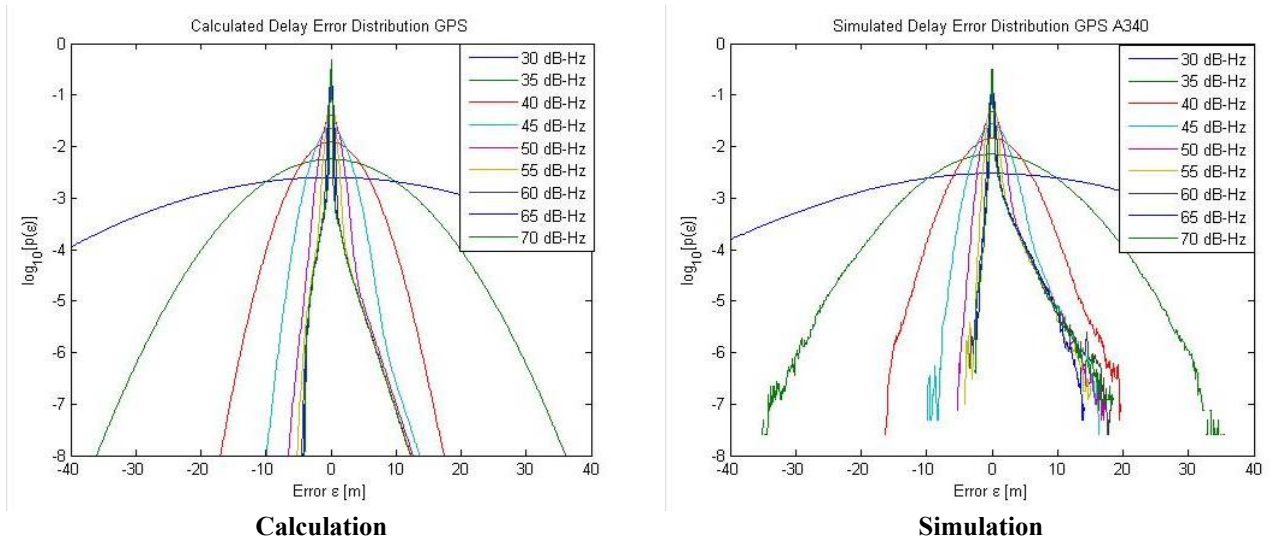 Calculated Delay Error Distribution GPS
0
-1
-2
-3
-4
-5
-6
-7
-8
log10[p(ε)]
-40 -30 -20 -10 0 10 20 30 40
Error ε [m]
30 dB-Hz
35 dB-Hz
40 dB-Hz
45 dB-Hz
50 dB-Hz
55 dB-Hz
60 dB-Hz
65 dB-Hz
70 dB-Hz
Calculation
Simulated Delay Error Distribution GPS A340
0
-1
-2
-3
-4
-5
-6
-7
-8
log10[p(ε)]
-40 -30 -20 -10 0 10 20 30 40
Error ε [m]
30 dB-Hz
35 dB-Hz
40 dB-Hz
45 dB-Hz
50 dB-Hz
55 dB-Hz
60 dB-Hz
65 dB-Hz
70 dB-Hz
Simulation